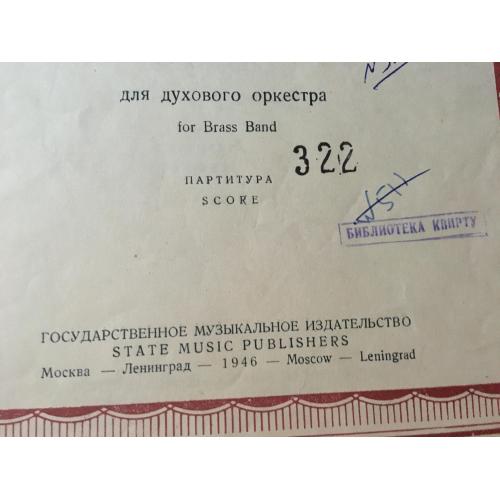 для духового оркестра
for Brass Band
322
ПАРТИТУРА
SCORE
N511
БИБЛИОТЕКА КВИРТУ
ГОСУДАРСТВЕННОЕ МУЗЫКАЛЬНОЕ ИЗДАТЕЛЬСТВО
STATE MUSIC PUBLISHERS
Москва — Ленинград — 1946 — Moscow — Leningrad